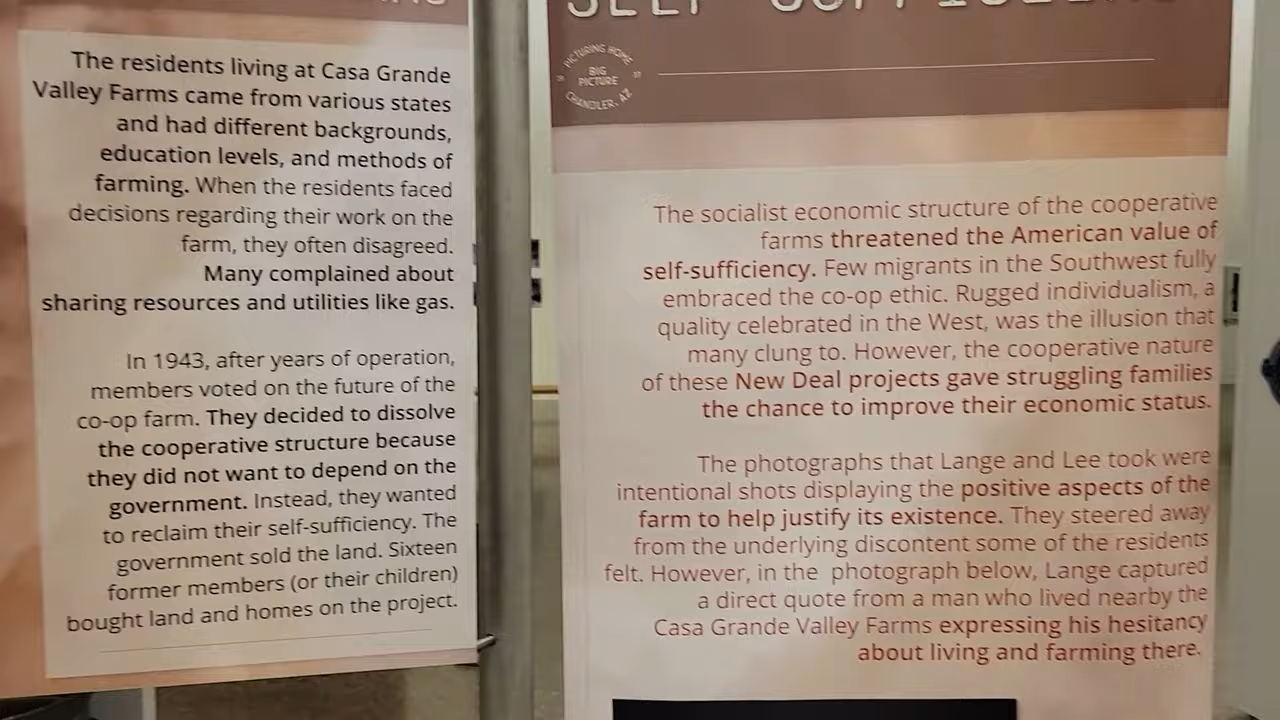 The residents living at Casa Grande
Valley Farms came from various states
and had different backgrounds,
education levels, and methods of
farming. When the residents faced
decisions regarding their work on the
farm, they often disagreed.
Many complained about
sharing resources and utilities like gas.
In 1943, after years of operation,
members voted on the future of the
co-op farm. They decided to dissolve
the cooperative structure because
they did not want to depend on the
government. Instead, they wanted
to reclaim their self-sufficiency. The
government sold the land. Sixteen
former members (or their children)
bought land and homes on the project.
PICTURING HOME
BIG
PICTURE
CHANDLER, AZ
The socialist economic structure of the cooperative
farms threatened the American value of
self-sufficiency. Few migrants in the Southwest fully
embraced the co-op ethic. Rugged individualism, a
quality celebrated in the West, was the illusion that
many clung to. However, the cooperative nature
of these New Deal projects gave struggling families
the chance to improve their economic status.
The photographs that Lange and Lee took were
intentional shots displaying the positive aspects of the
farm to help justify its existence. They steered away
from the underlying discontent some of the residents
felt. However, in the photograph below, Lange captured
a direct quote from a man who lived nearby the
Casa Grande Valley Farms expressing his hesitancy
about living and farming there.